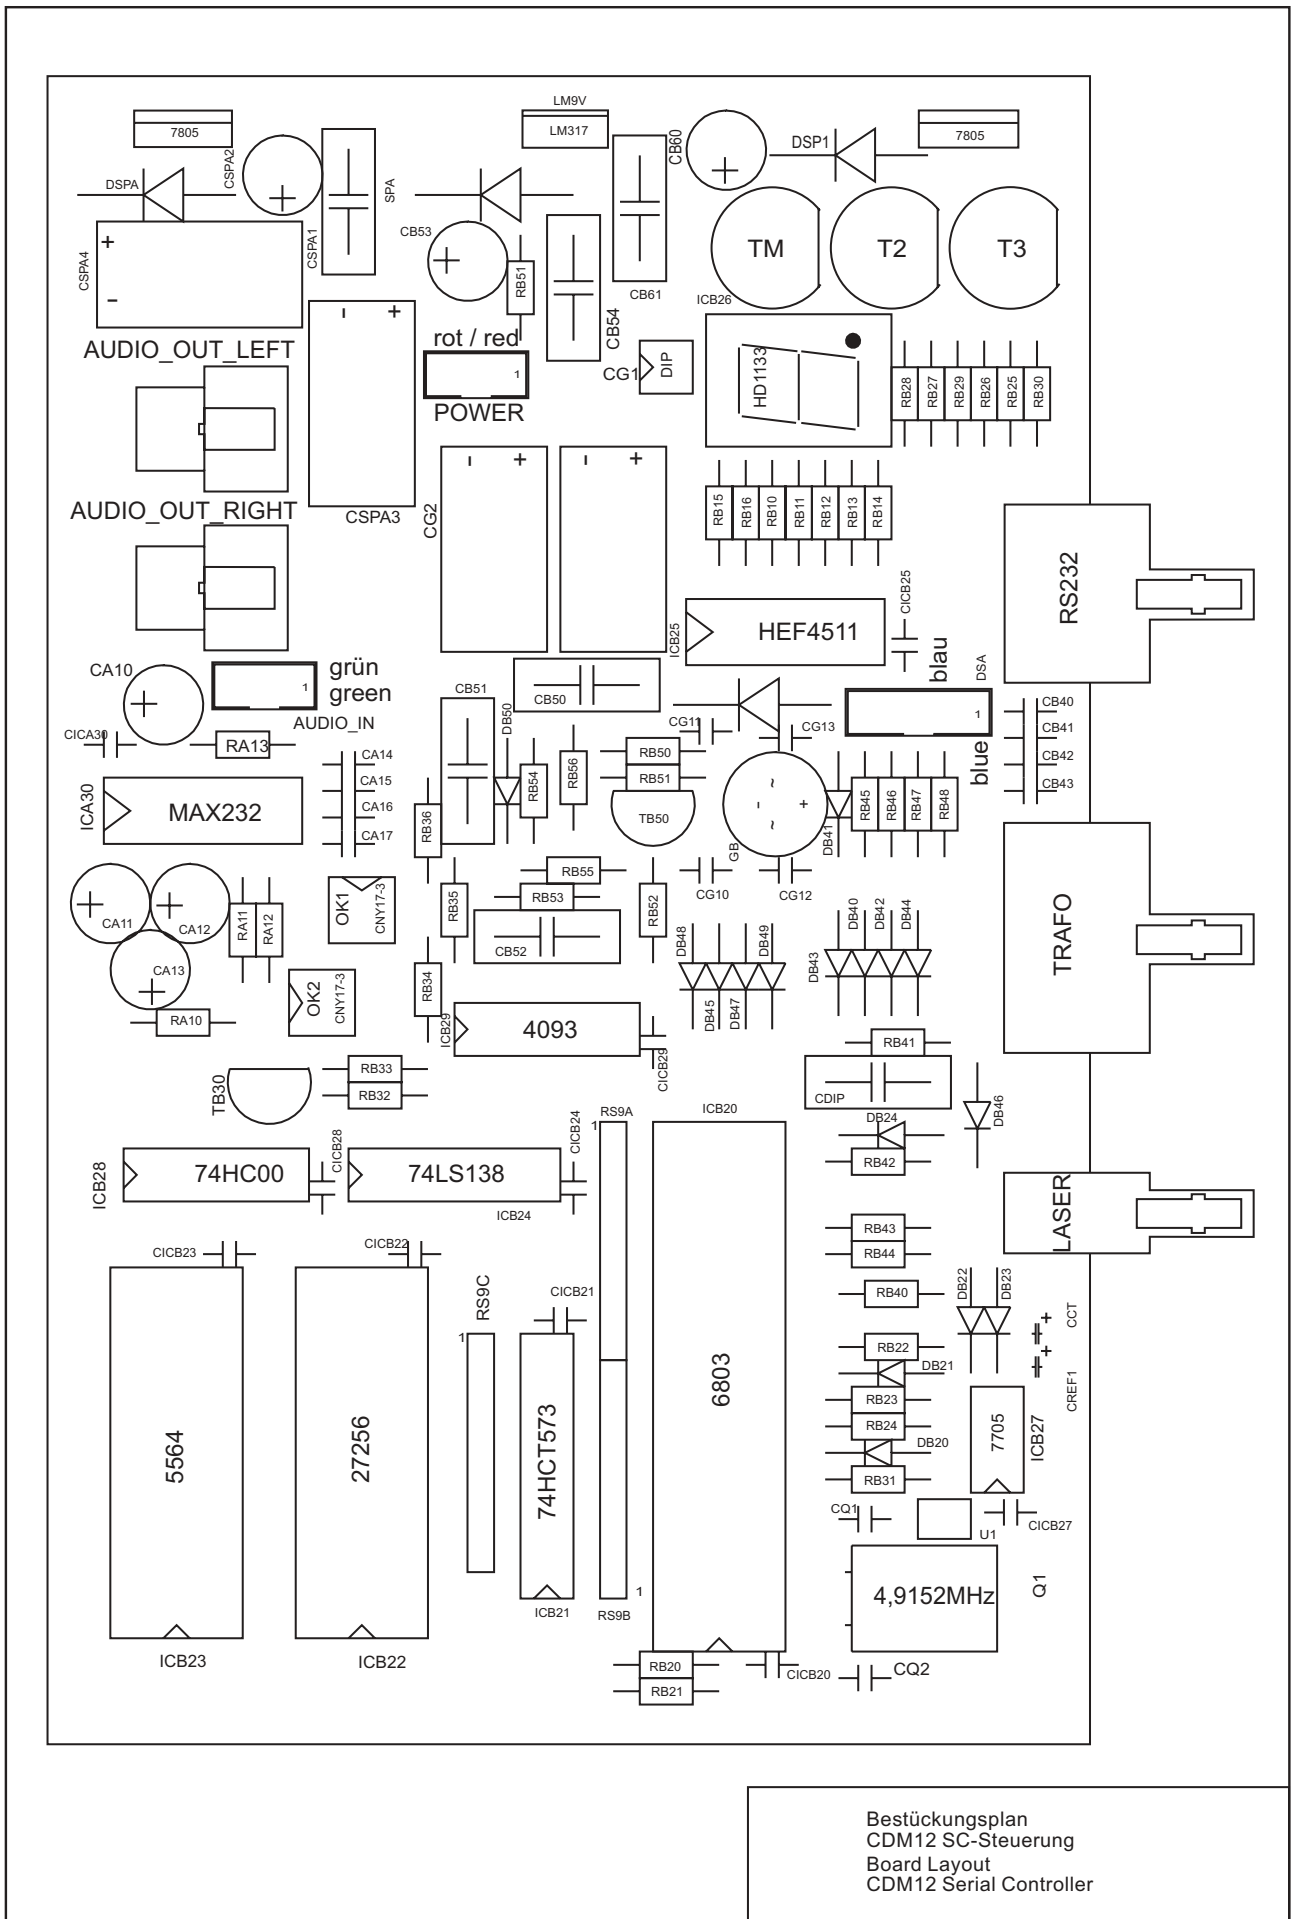 LM9V
7805
LM317
7805
DSPA
CSPA2
SPA
CB60
DSP1
CSPA4
+
-
CSPA1
CB53
RB51
CB54
CB61
TM
T2
T3
ICB26
AUDIO_OUT_LEFT
- +
rot / red
1
POWER
CG1
DIP
HD1133
RB28
RB27
RB29
RB26
RB25
RB30
AUDIO_OUT_RIGHT
CSPA3
CG2
- +
- +
RB15
RB16
RB10
RB11
RB12
RB13
RB14
RS232
ICB25
HEF4511
CICB25
CA10
1
grün
green
AUDIO_IN
CB50
blau
DSA
1
blue
CB40
CB41
CB42
CB43
CICA30
RA13
CB51
DB50
RB54
RB56
CG11
CG13
RB50
RB51
TB50
ICA30
MAX232
CA14
CA15
CA16
CA17
RB36
GB
- ~ ~ +
DB41
RB45
RB46
RB47
RB48
CG10
CG12
CA11
CA12
CA13
RA11
RA12
OK1
CNY17-3
RB35
RB55
RB53
CB52
RB52
DB48
DB49
DB45
DB47
DB43
DB40
DB42
DB44
TRAFO
RA10
OK2
CNY17-3
RB34
ICB29
4093
CICB29
RB41
CDIP
TB30
RB33
RB32
DB46
DB24
RB42
RS9A
1
ICB20
CICB24
ICB28
74HC00
CICB28
74LS138
ICB24
LASER
RB43
RB44
CICB23
CICB22
RS9C
1
CICB21
RB40
DB22
DB23
+
CCT
+
CREF1
5564
27256
74HCT573
6803
RB22
DB21
RB23
RB24
DB20
RB31
7705
ICB27
CQ1
U1
CICB27
4,9152MHz
Q1
ICB23
ICB22
ICB21
1
RS9B
RB20
RB21
CICB20
CQ2
Bestückungsplan
CDM12 SC-Steuerung
Board Layout
CDM12 Serial Controller